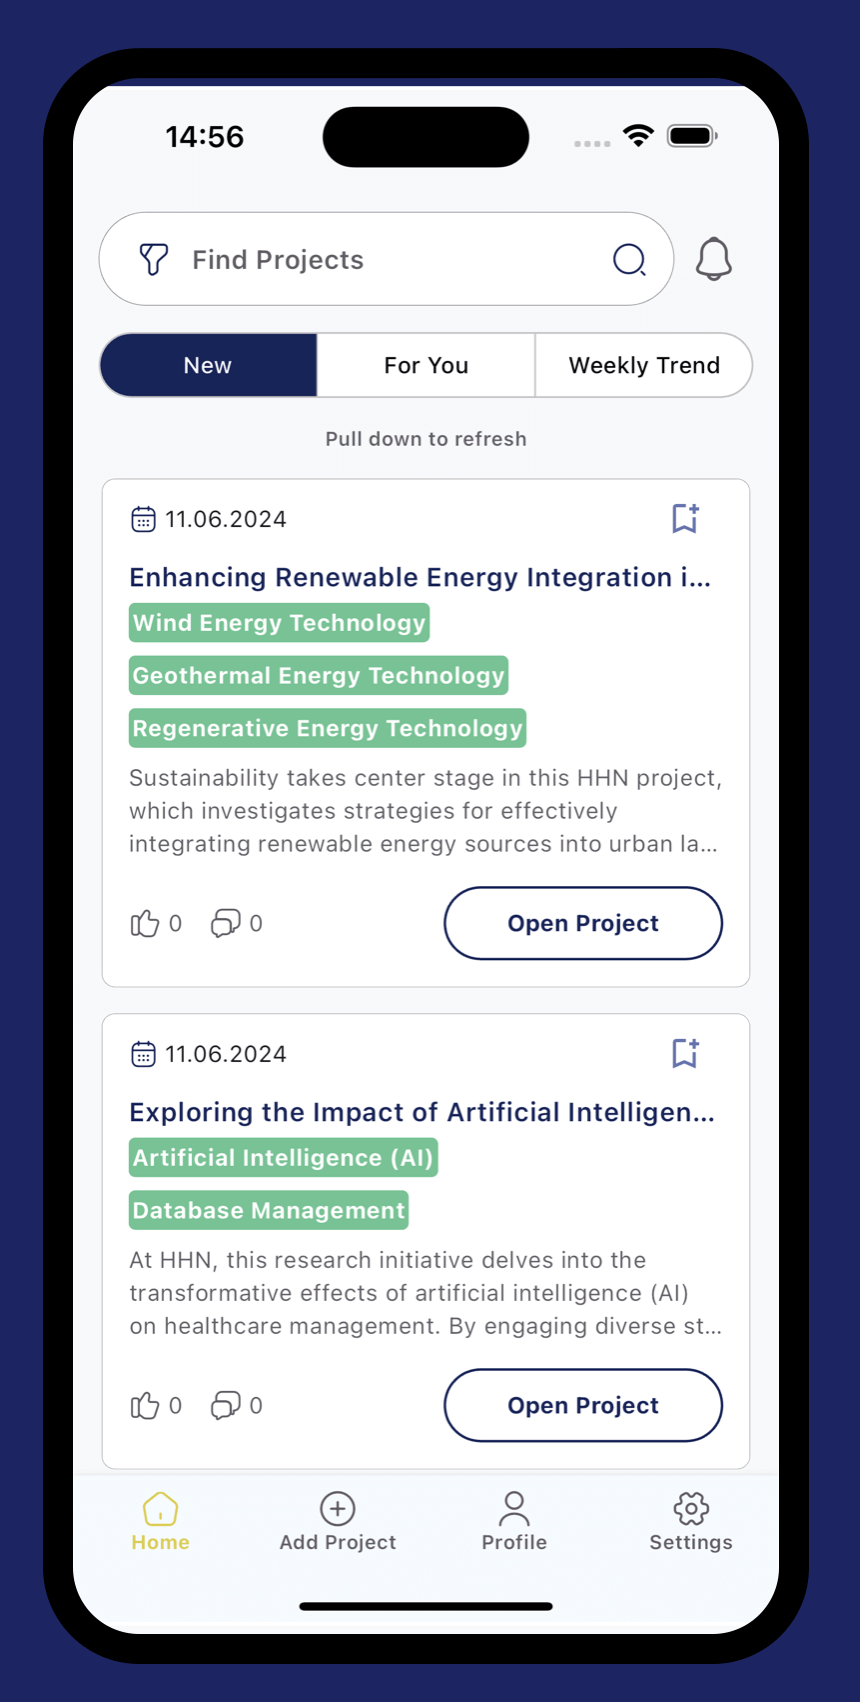 14:56
Find Projects
New
For You
Weekly Trend
Pull down to refresh
11.06.2024
Enhancing Renewable Energy Integration i...
Wind Energy Technology
Geothermal Energy Technology
Regenerative Energy Technology
Sustainability takes center stage in this HHN project,
which investigates strategies for effectively
integrating renewable energy sources into urban la...
0
0
Open Project
11.06.2024
Exploring the Impact of Artificial Intelligen...
Artificial Intelligence (AI)
Database Management
At HHN, this research initiative delves into the
transformative effects of artificial intelligence (AI)
on healthcare management. By engaging diverse st...
0
0
Open Project
Home
Add Project
Profile
Settings